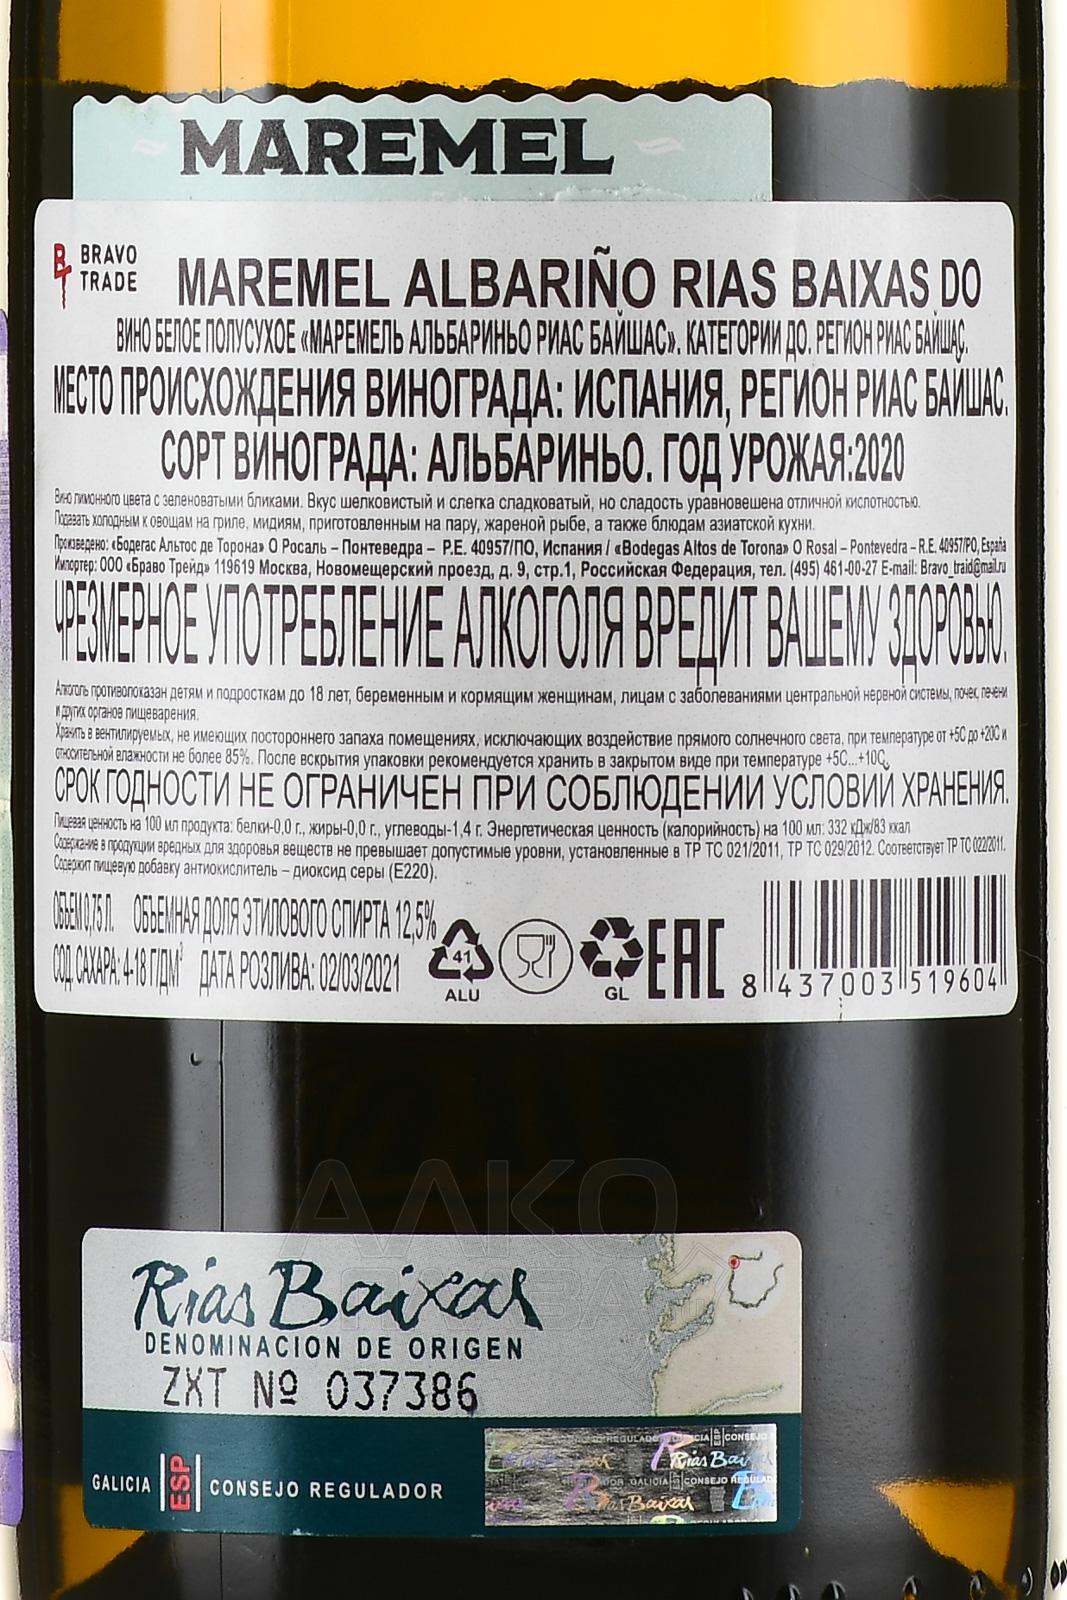 MAREMEL
BRAVO
TRADE
MAREMEL ALBARIÑO RIAS BAIXAS DO
ВИНО БЕЛОЕ ПОЛУСУХОЕ «МАРЕМЕЛЬ АЛЬБАРИНЬО РИАС БАЙШАС». КАТЕГОРИИ ДО. РЕГИОН РИАС БАЙШАС.
МЕСТО ПРОИСХОЖДЕНИЯ ВИНОГРАДА: ИСПАНИЯ, РЕГИОН РИАС БАЙШАС.
СОРТ ВИНОГРАДА: АЛЬБАРИНЬО. ГОД УРОЖАЯ:2020
Вино лимонного цвета с зеленоватыми бликами. Вкус шелковистый и слегка сладковатый, но сладость уравновешена отличной кислотностью.
Подавать холодным к овощам на гриле, мидиям, приготовленным на пару, жареной рыбе, а также блюдам азиатской кухни.
Произведено: «Бодегас Альтос де Торона» О Росаль – Понтеведра – Р.Е. 40957/ПО, Испания / «Bodegas Altos de Torona» O Rosal – Pontevedra – R.E. 40957/PO, España
Импортер: ООО «Браво Трейд» 119619 Москва, Новомещерский проезд, д. 9, стр.1, Российская Федерация, тел. (495) 461-00-27 E-mail: Bravo_traid@mail.ru
ЧРЕЗМЕРНОЕ УПОТРЕБЛЕНИЕ АЛКОГОЛЯ ВРЕДИТ ВАШЕМУ ЗДОРОВЬЮ.
Алкоголь противопоказан детям и подросткам до 18 лет, беременным и кормящим женщинам, лицам с заболеваниями центральной нервной системы, почек, печени
и других органов пищеварения.
Хранить в вентилируемых, не имеющих постороннего запаха помещениях, исключающих воздействие прямого солнечного света, при температуре от +5С до +20С и
относительной влажности не более 85%. После вскрытия упаковки рекомендуется хранить в закрытом виде при температуре +5С...+10С.
СРОК ГОДНОСТИ НЕ ОГРАНИЧЕН ПРИ СОБЛЮДЕНИИ УСЛОВИЙ ХРАНЕНИЯ.
Пищевая ценность на 100 мл продукта: белки-0,0 г., жиры-0,0 г., углеводы-1,4 г. Энергетическая ценность (калорийность) на 100 мл: 332 кДж/83 ккал
Содержание в продукции вредных для здоровья веществ не превышает допустимые уровни, установленные в ТР ТС 021/2011, ТР ТС 029/2012. Соответствует ТР ТС 022/2011.
Содержит пищевую добавку антиокислитель – диоксид серы (Е220).
ОБЪЕМ 0,75 Л. ОБЪЕМНАЯ ДОЛЯ ЭТИЛОВОГО СПИРТА 12,5%
СОД. САХАРА: 4-18 Г/ДМ³ ДАТА РОЗЛИВА: 02/03/2021
41
ALU
GL
EAC
8 437003 519604
АЛКО
Rias Baixas
DENOMINACION DE ORIGEN
ZXT Nº 037386
GALICIA ESP CONSEJO REGULADOR
Rias Baixas